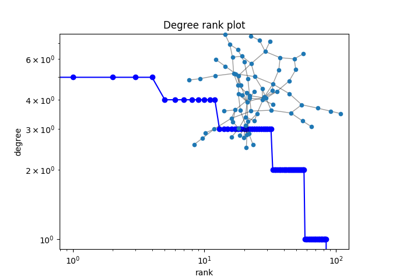 Degree rank plot
6 × 10⁰
4 × 10⁰
3 × 10⁰
2 × 10⁰
10⁰
degree
10⁰ 10¹ 10²
rank